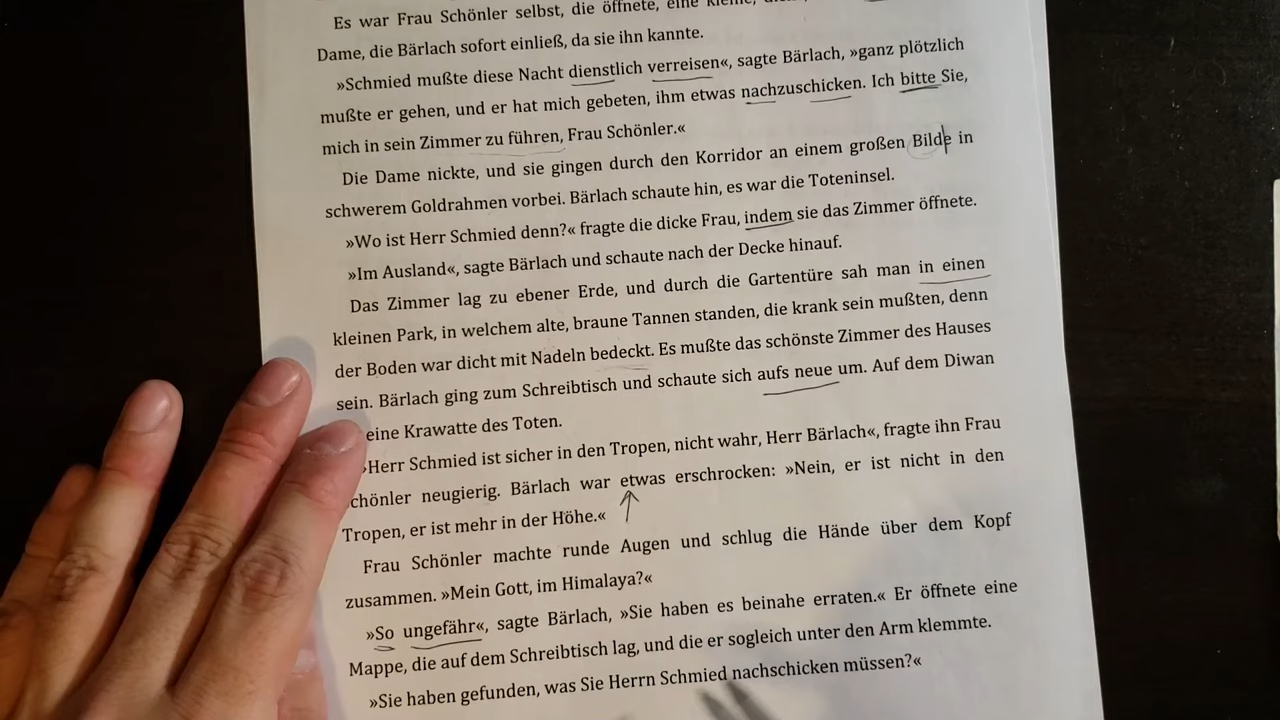 Es war Frau Schönler selbst, die öffnete, eine kleine,
Dame, die Bärlach sofort einließ, da sie ihn kannte.
»Schmied mußte diese Nacht dienstlich verreisen«, sagte Bärlach, »ganz plötzlich
mußte er gehen, und er hat mich gebeten, ihm etwas nachzuschicken. Ich bitte Sie,
mich in sein Zimmer zu führen, Frau Schönler.«
Die Dame nickte, und sie gingen durch den Korridor an einem großen Bilde in
schwerem Goldrahmen vorbei. Bärlach schaute hin, es war die Toteninsel.
»Wo ist Herr Schmied denn?« fragte die dicke Frau, indem sie das Zimmer öffnete.
»Im Ausland«, sagte Bärlach und schaute nach der Decke hinauf.
Das Zimmer lag zu ebener Erde, und durch die Gartentüre sah man in einen
kleinen Park, in welchem alte, braune Tannen standen, die krank sein mußten, denn
der Boden war dicht mit Nadeln bedeckt. Es mußte das schönste Zimmer des Hauses
sein. Bärlach ging zum Schreibtisch und schaute sich aufs neue um. Auf dem Diwan
eine Krawatte des Toten.
»Herr Schmied ist sicher in den Tropen, nicht wahr, Herr Bärlach«, fragte ihn Frau
chönler neugierig. Bärlach war etwas erschrocken: »Nein, er ist nicht in den
Tropen, er ist mehr in der Höhe.«
Frau Schönler machte runde Augen und schlug die Hände über dem Kopf
zusammen. »Mein Gott, im Himalaya?«
»So ungefähr«, sagte Bärlach, »Sie haben es beinahe erraten.« Er öffnete eine
Mappe, die auf dem Schreibtisch lag, und die er sogleich unter den Arm klemmte.
»Sie haben gefunden, was Sie Herrn Schmied nachschicken müssen?«